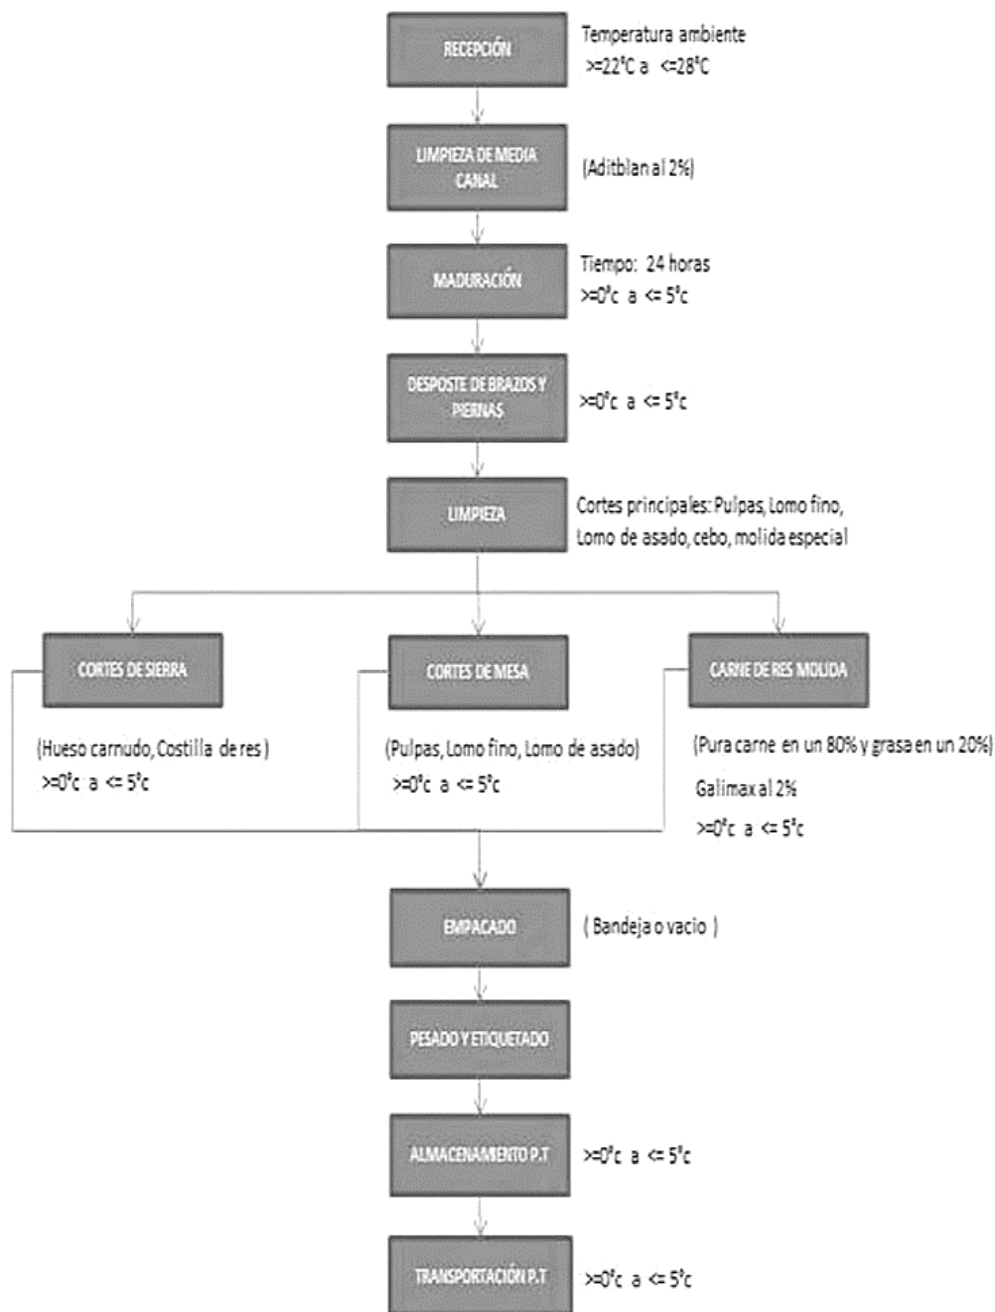 RECEPCIÓN
Temperatura ambiente
>=22°C a <=28°C
LIMPIEZA DE MEDIA
CANAL
(Aditblan al 2%)
MADURACIÓN
Tiempo: 24 horas
>=0°c a <= 5°c
DESPOSTE DE BRAZOS Y
PIERNAS
>=0°c a <= 5°c
LIMPIEZA
Cortes principales: Pulpas, Lomo fino,
Lomo de asado, cebo, molida especial
CORTES DE SIERRA
CORTES DE MESA
CARNE DE RES MOLIDA
(Hueso carnudo, Costilla de res )
>=0°c a <= 5°c
(Pulpas, Lomo fino, Lomo de asado)
>=0°c a <= 5°c
(Pura carne en un 80% y grasa en un 20%)
Galimax al 2%
>=0°c a <= 5°c
EMPACADO
( Bandeja o vacio )
PESADO Y ETIQUETADO
ALMACENAMIENTO P.T
>=0°c a <= 5°c
TRANSPORTACIÓN P.T
>=0°c a <= 5°c